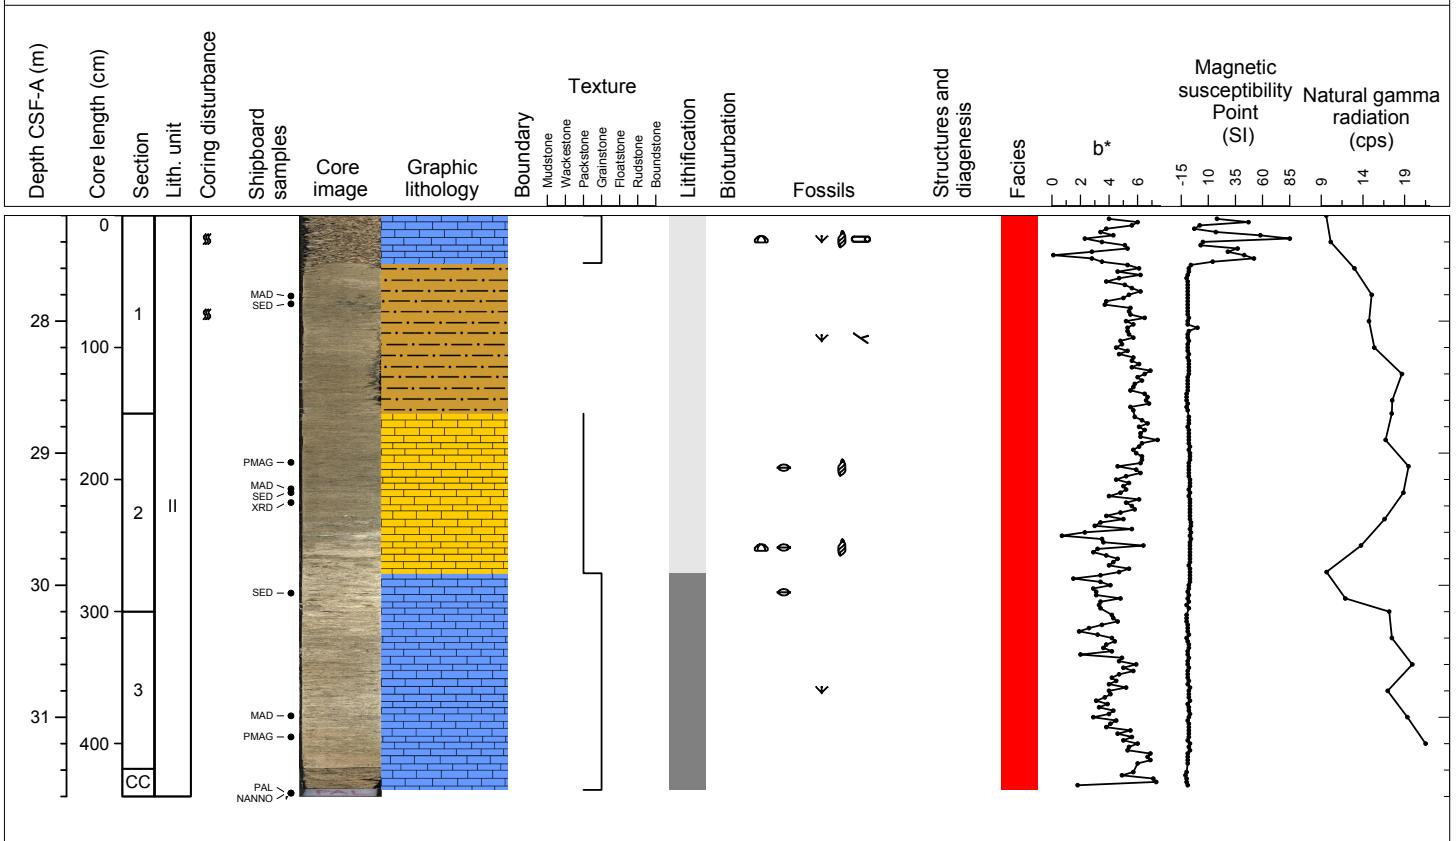 Depth CSF-A (m)
Core length (cm)
Section
Lith. unit
Coring disturbance
Shipboard
samples
Core
image
Graphic
lithology
Boundary
Texture
Mudstone
Wackestone
Packstone
Grainstone
Floatstone
Rudstone
Boundstone
Lithification
Bioturbation
Fossils
Structures and
diagenesis
Facies
b*
0 2 4 6
Magnetic
susceptibility
Point
(SI)
-15 10 35 60 85
Natural gamma
radiation
(cps)
9 14 19
0
MAD
SED
1
28
100
PMAG
29
200
MAD
SED
XRD
II
2
30
SED
300
3
31
MAD
PMAG
400
CC
PAL
NANNO